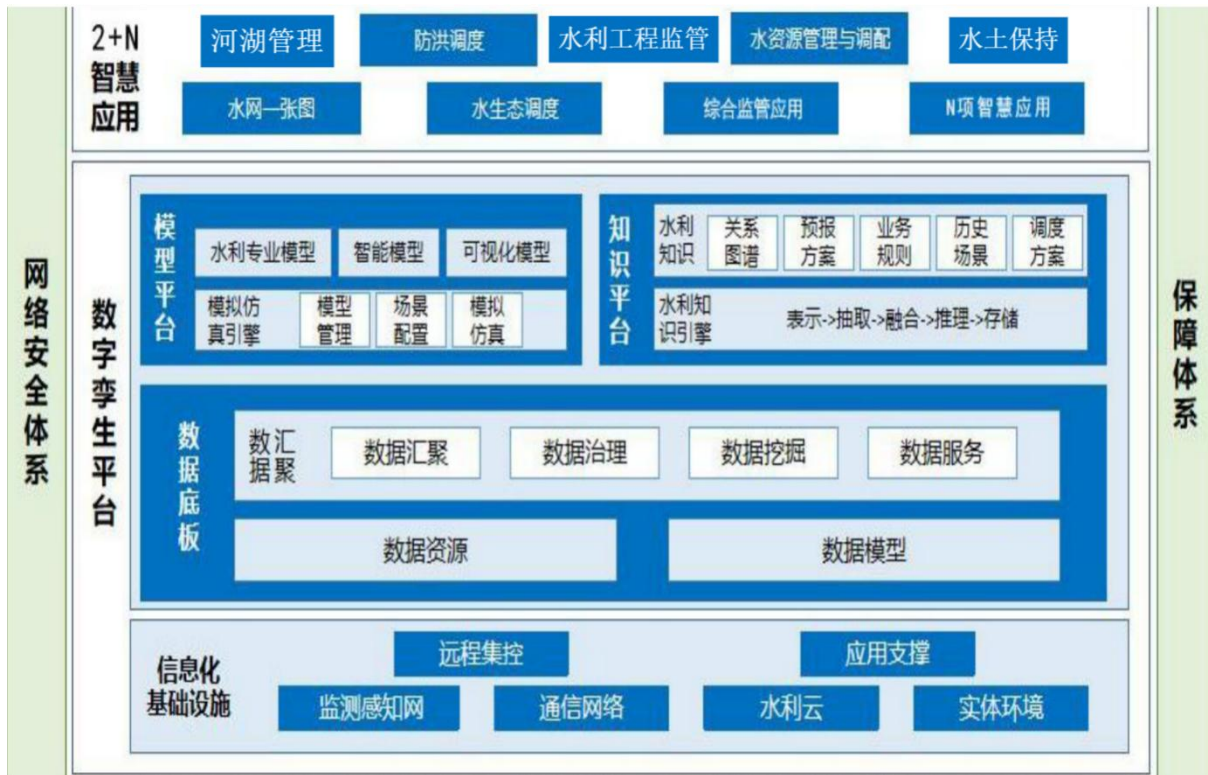 网络安全体系
2+N
智慧
应用
河湖管理
防洪调度
水利工程监管
水资源管理与调配
水土保持
水网一张图
水生态调度
综合监管应用
N项智慧应用
数字孪生平台
模型平台
水利专业模型
智能模型
可视化模型
模拟仿
真引擎
模型
管理
场景
配置
模拟
仿真
知识平台
水利
知识
关系
图谱
预报
方案
业务
规则
历史
场景
调度
方案
水利知
识引擎
表示->抽取->融合->推理->存储
数据底板
数汇
据聚
数据汇聚
数据治理
数据挖掘
数据服务
数据资源
数据模型
信息化
基础设施
远程集控
应用支撑
监测感知网
通信网络
水利云
实体环境
保障体系